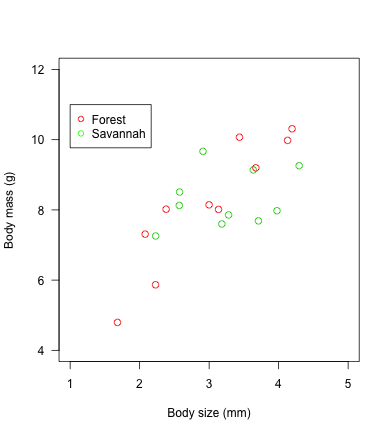 12
10
8
6
4
Body mass (g)
Forest
Savannah
1 2 3 4 5
Body size (mm)